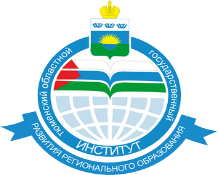 Тюменский областной государственный
ИНСТИТУТ
РАЗВИТИЯ РЕГИОНАЛЬНОГО ОБРАЗОВАНИЯ